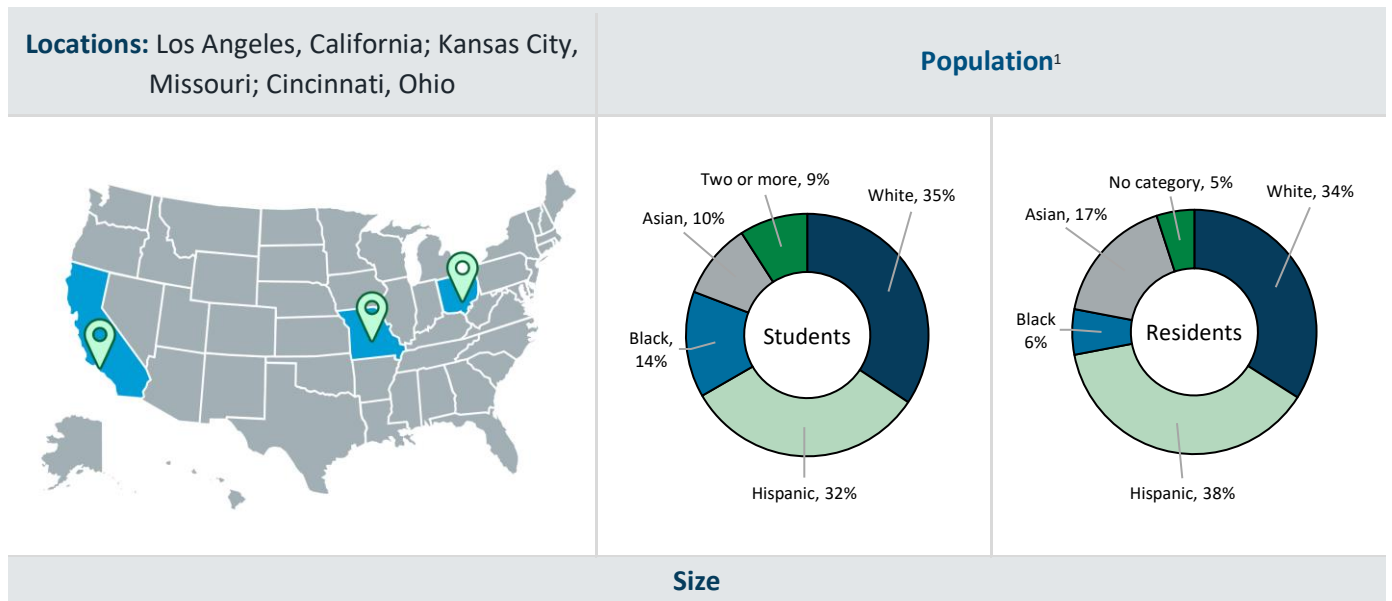 Locations: Los Angeles, California; Kansas City,
Missouri; Cincinnati, Ohio
Population¹
Two or more, 9%
White, 35%
Asian, 10%
Black,
14%
Students
Hispanic, 32%
No category, 5%
White, 34%
Asian, 17%
Black
6%
Residents
Hispanic, 38%
Size